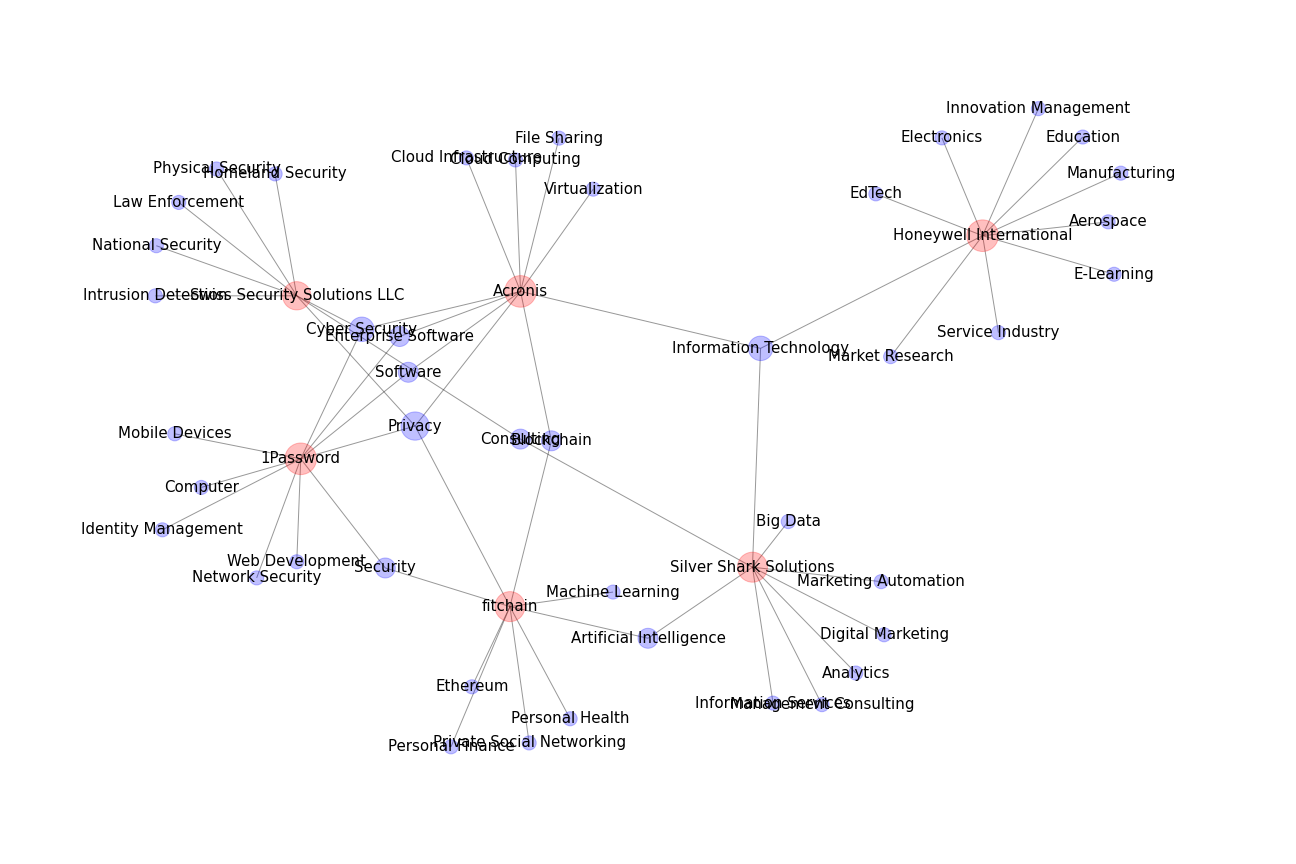 Innovation Management
Electronics
Education
File Sharing
Cloud Infrastructure
Cloud Computing
Physical Security
Homeland Security
Manufacturing
Virtualization
EdTech
Law Enforcement
Aerospace
Honeywell International
National Security
E-Learning
Acronis
Intrusion Detection
Swiss Security Solutions LLC
Cyber Security
Service Industry
Enterprise Software
Information Technology
Market Research
Software
Privacy
Mobile Devices
Consulting
Blockchain
1Password
Computer
Big Data
Identity Management
Web Development
Security
Silver Shark Solutions
Network Security
Marketing Automation
Machine Learning
fitchain
Digital Marketing
Artificial Intelligence
Analytics
Ethereum
Information Services
Management Consulting
Personal Health
Private Social Networking
Personal Finance